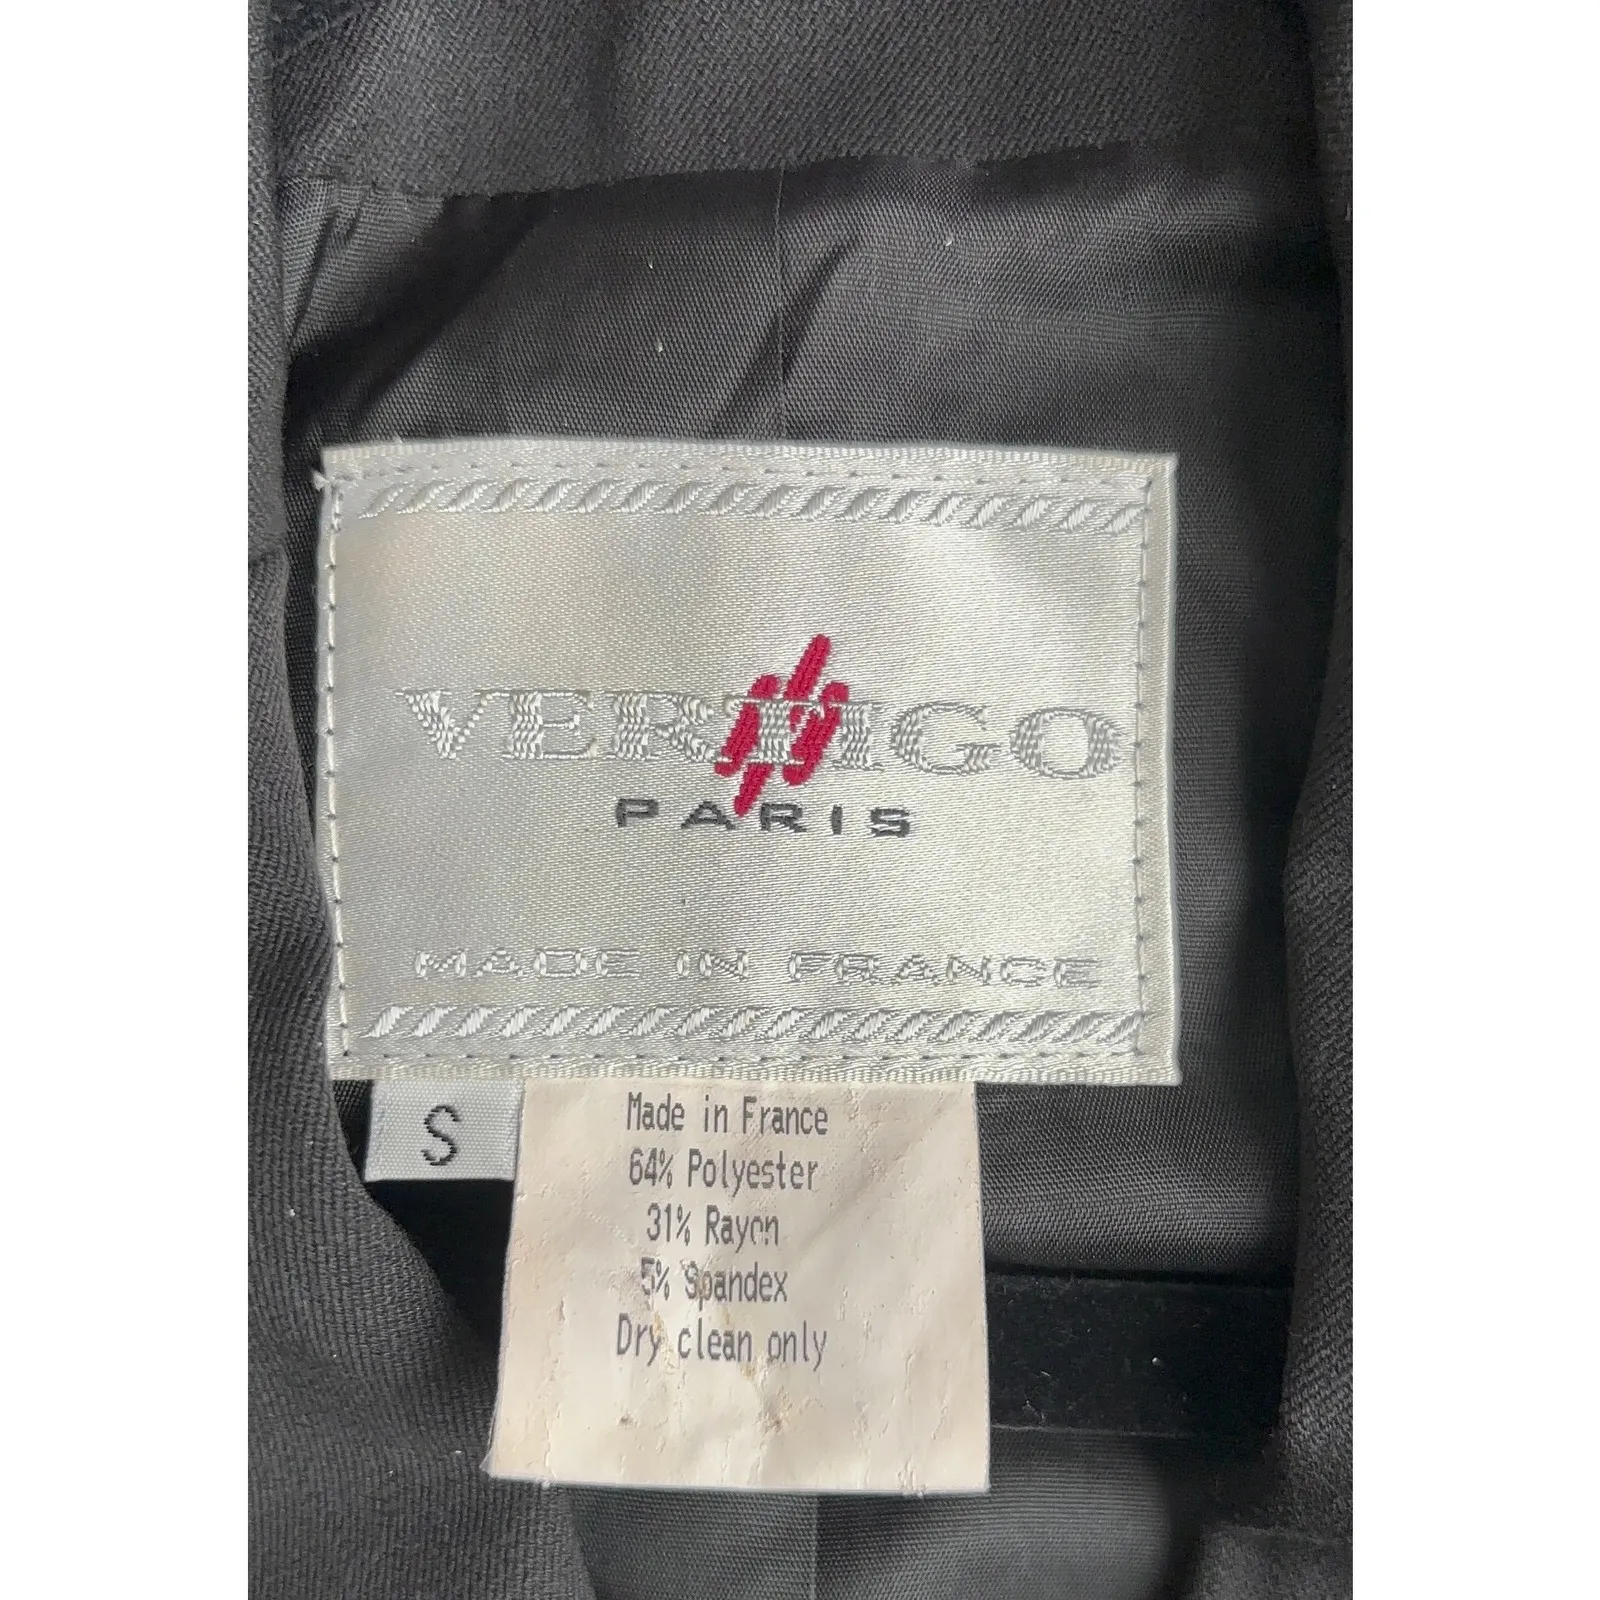 VERTIGO
PARIS
MADE IN FRANCE
S
Made in France
64% Polyester
31% Rayon
5% Spandex
Dry clean only